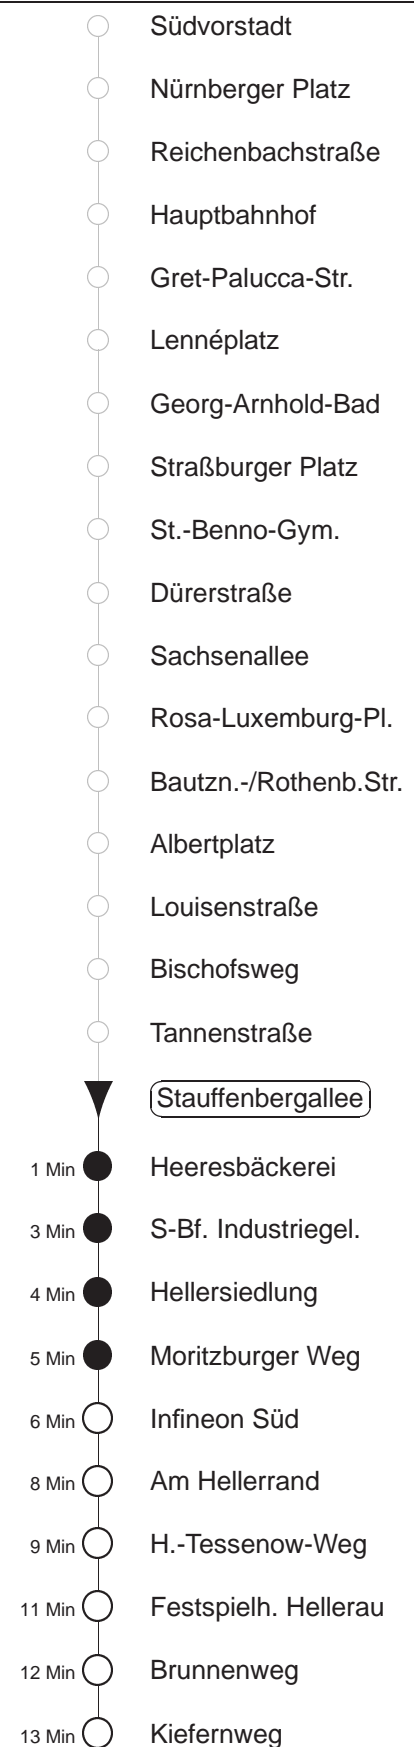 Südvorstadt
Nürnberger Platz
Reichenbachstraße
Hauptbahnhof
Gret-Palucca-Str.
Lennéplatz
Georg-Arnhold-Bad
Straßburger Platz
St.-Benno-Gym.
Dürerstraße
Sachsenallee
Rosa-Luxemburg-Pl.
Bautzn.-/Rothenb.Str.
Albertplatz
Louisenstraße
Bischofsweg
Tannenstraße
Stauffenbergallee
1 Min Heeresbäckerei
3 Min S-Bf. Industriegel.
4 Min Hellersiedlung
5 Min Moritzburger Weg
6 Min Infineon Süd
8 Min Am Hellerrand
9 Min H.-Tessenow-Weg
11 Min Festspielh. Hellerau
12 Min Brunnenweg
13 Min Kiefernweg